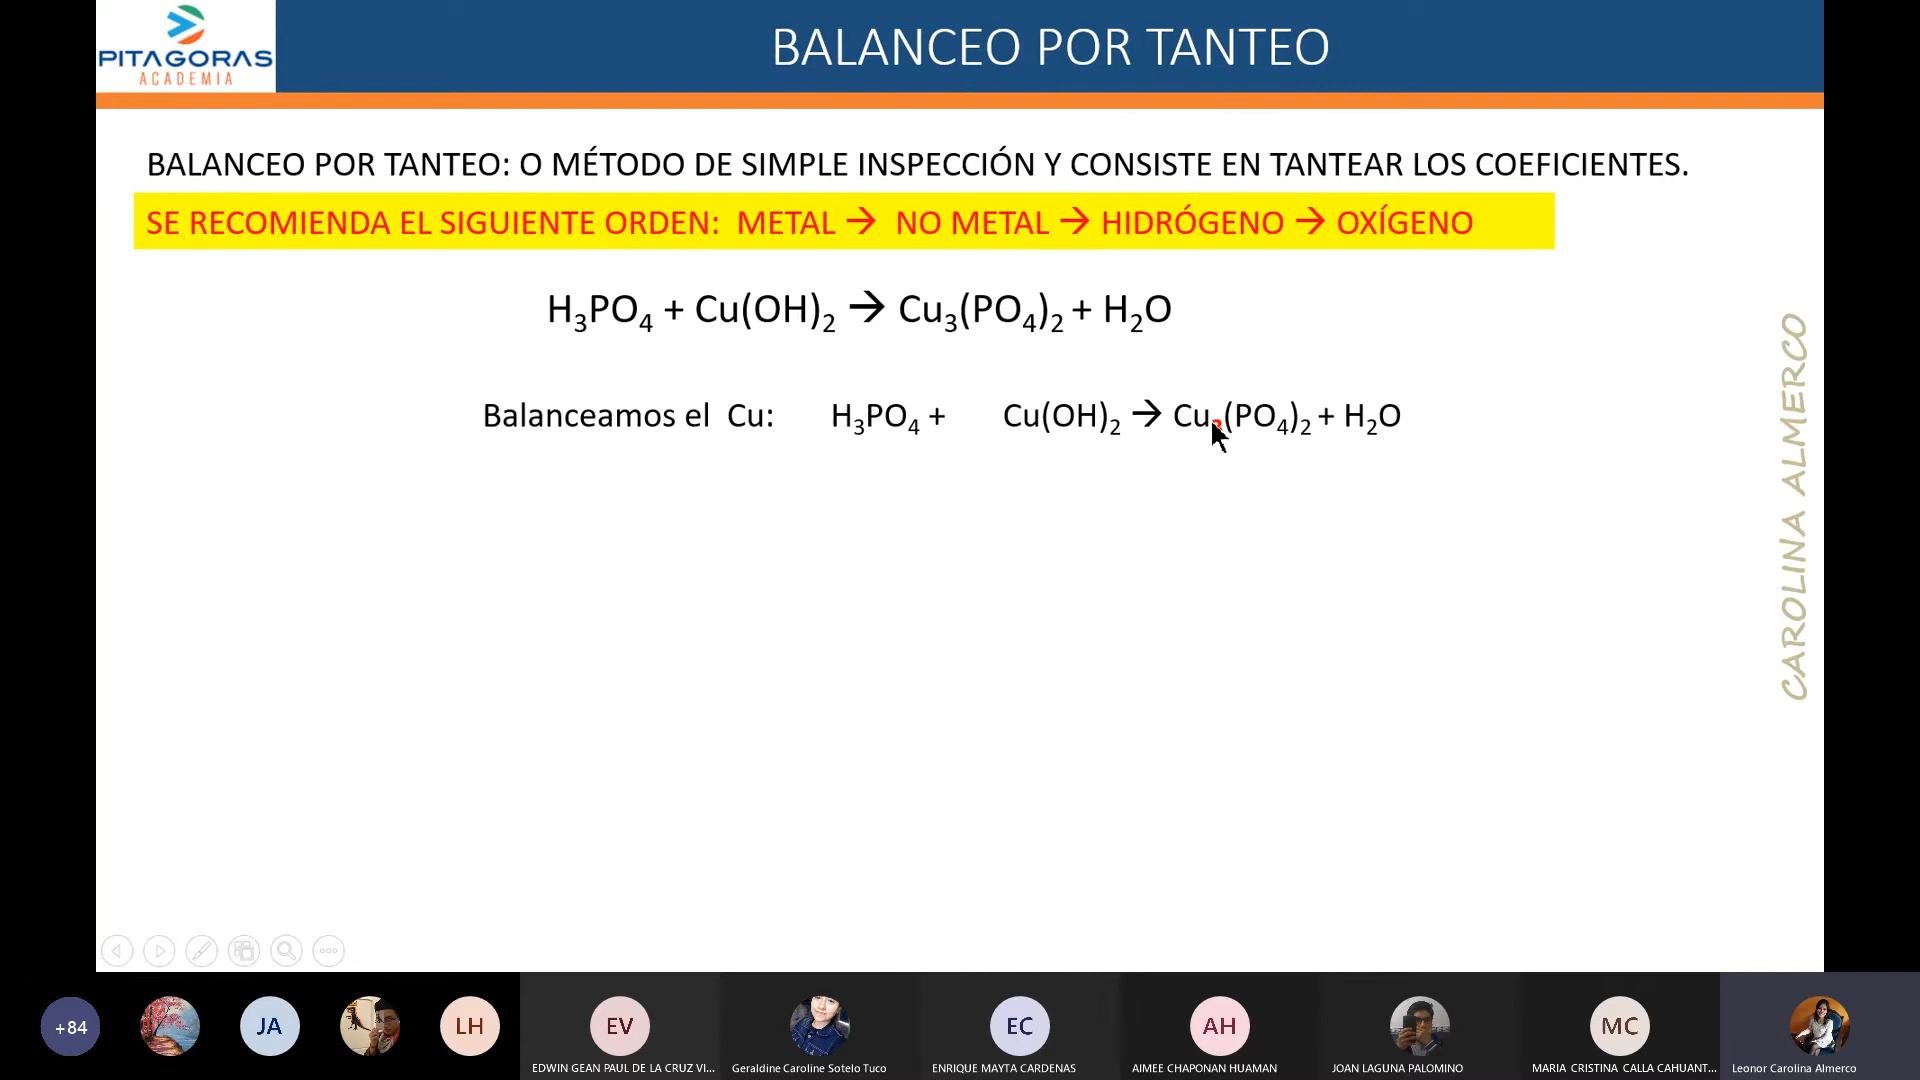 PITAGORAS
ACADEMIA
BALANCEO POR TANTEO
BALANCEO POR TANTEO: O MÉTODO DE SIMPLE INSPECCIÓN Y CONSISTE EN TANTEAR LOS COEFICIENTES.
SE RECOMIENDA EL SIGUIENTE ORDEN: METAL → NO METAL → HIDRÓGENO → OXÍGENO
H₃PO₄ + Cu(OH)₂ → Cu₃(PO₄)₂ + H₂O
Balanceamos el Cu: H₃PO₄ + Cu(OH)₂ → Cu₃(PO₄)₂ + H₂O
CAROLINA ALMERCO
+84
JA
LH
EV
EC
AH
MC
EDWIN GEAN PAUL DE LA CRUZ VI...
Geraldine Caroline Sotelo Tuco
ENRIQUE MAYTA CARDENAS
AIMEE CHAPONAN HUAMAN
JOAN LAGUNA PALOMINO
MARIA CRISTINA CALLA CAHUANT...
Leonor Carolina Almerco